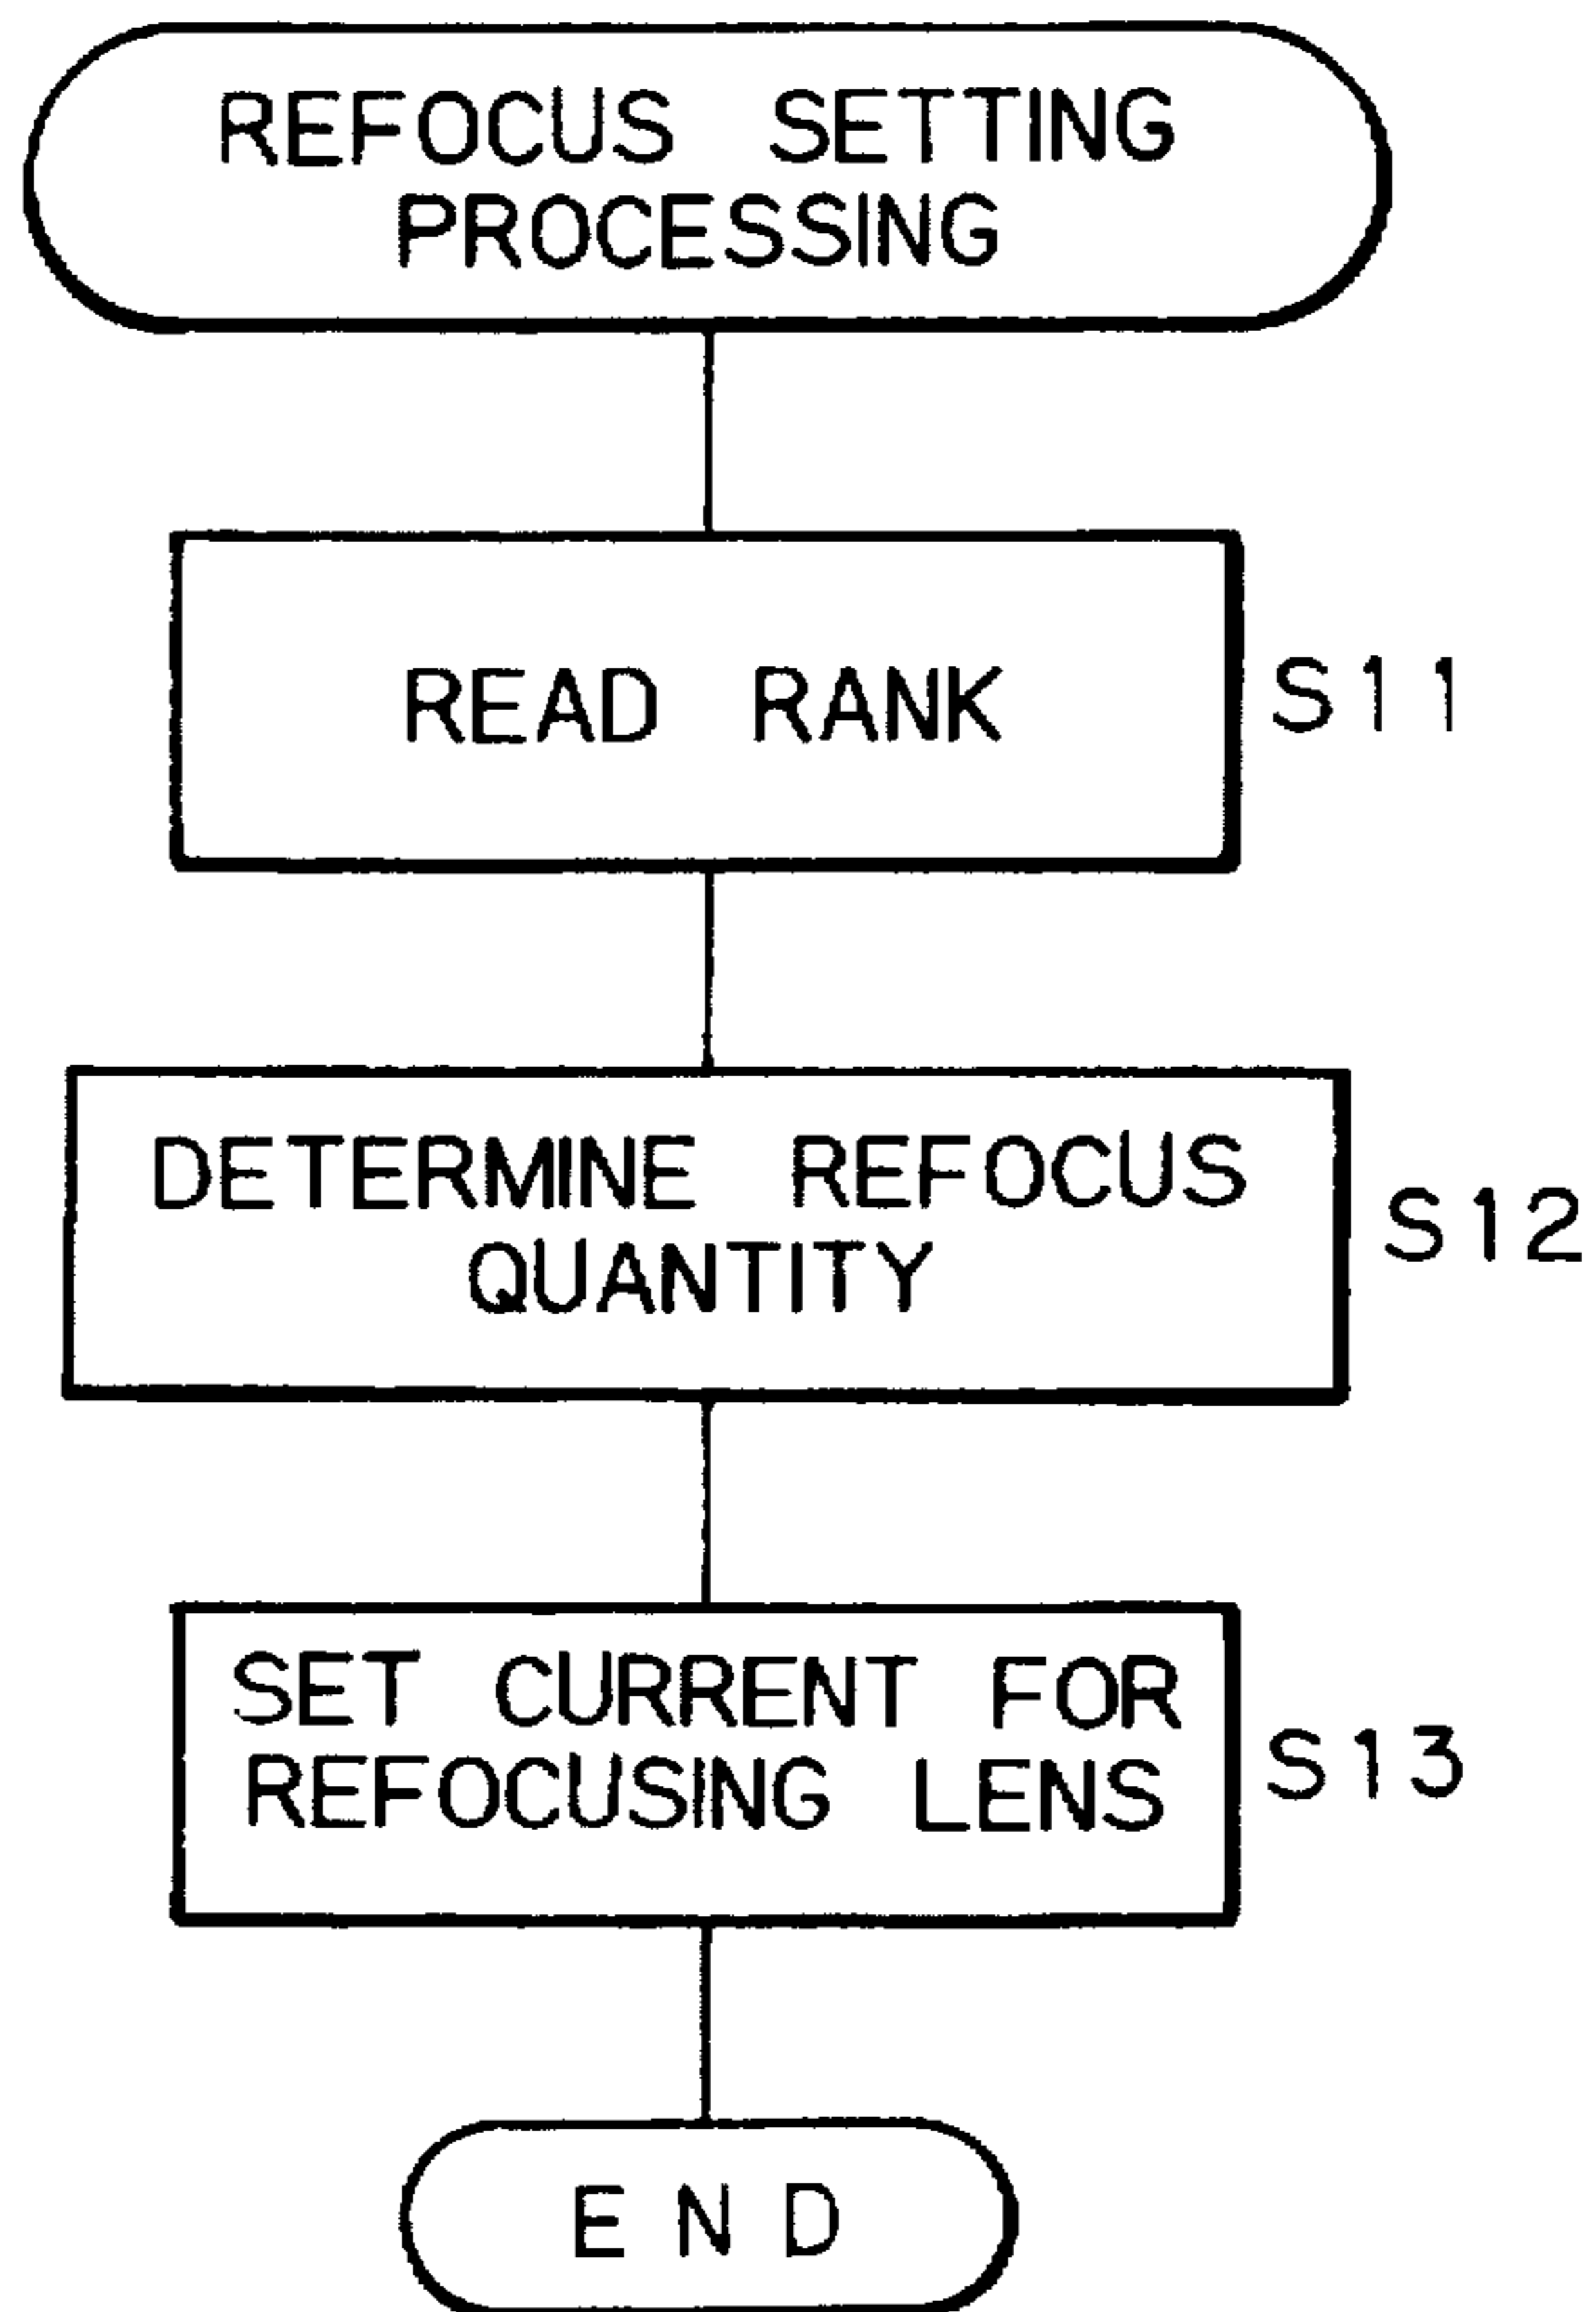 REFOCUS SETTING
PROCESSING
READ RANK
S11
DETERMINE REFOCUS
QUANTITY
S12
SET CURRENT FOR
REFOCUSING LENS
S13
END